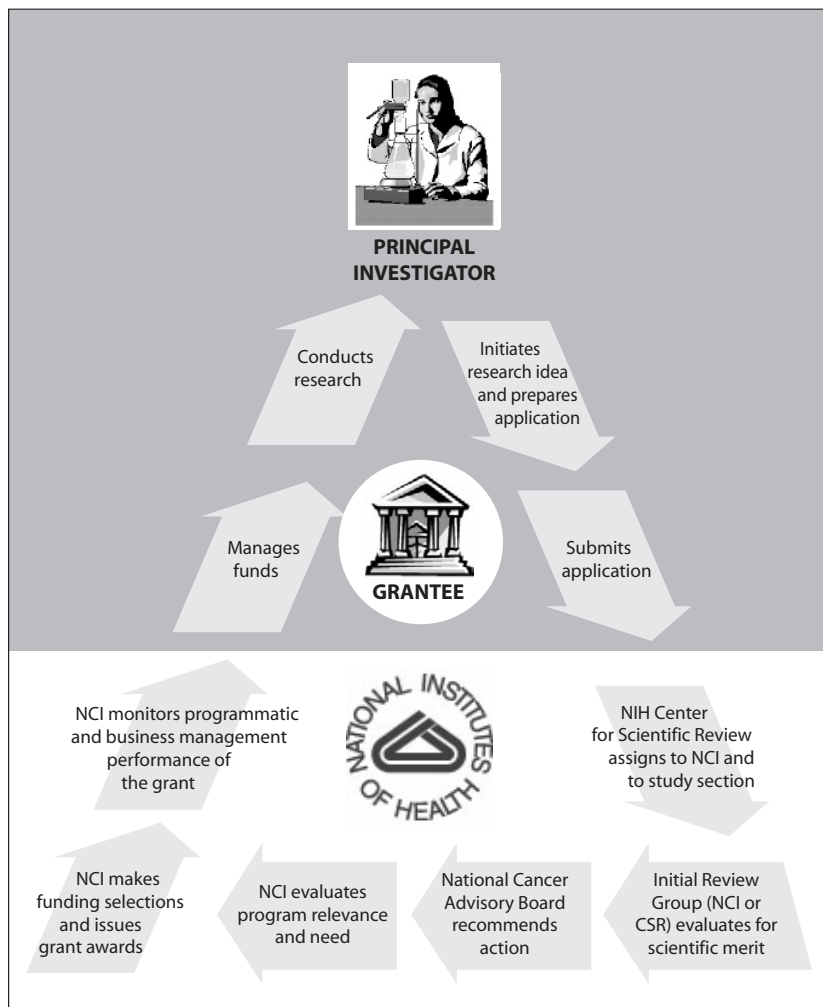 PRINCIPAL
INVESTIGATOR
Conducts
research
Initiates
research idea
and prepares
application
Manages
funds
GRANTEE
Submits
application
NCI monitors programmatic
and business management
performance of
the grant
NATIONAL INSTITUTES
OF HEALTH
NIH Center
for Scientific Review
assigns to NCI and
to study section
NCI makes
funding selections
and issues
grant awards
NCI evaluates
program relevance
and need
National Cancer
Advisory Board
recommends
action
Initial Review
Group (NCI or
CSR) evaluates for
scientific merit